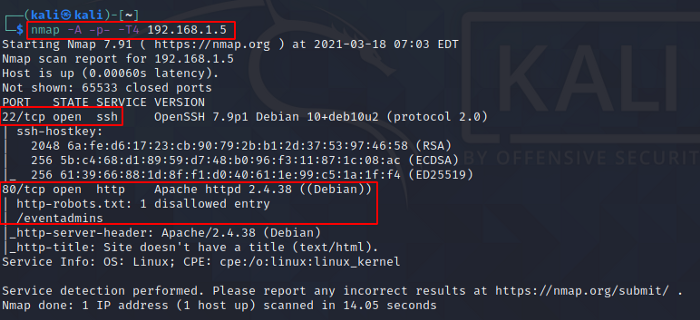 ┌──(kali㉿kali)-[~]
└─$ nmap -A -p- -T4 192.168.1.5
Starting Nmap 7.91 ( https://nmap.org ) at 2021-03-18 07:03 EDT
Nmap scan report for 192.168.1.5
Host is up (0.00060s latency).
Not shown: 65533 closed ports
PORT   STATE SERVICE VERSION
22/tcp open  ssh     OpenSSH 7.9p1 Debian 10+deb10u2 (protocol 2.0)
| ssh-hostkey:
|   2048 6a:fe:d6:17:23:cb:90:79:2b:b1:2d:37:53:97:46:58 (RSA)
|   256 5b:c4:68:d1:89:59:d7:48:b0:96:f3:11:87:1c:08:ac (ECDSA)
|_  256 61:39:66:88:1d:8f:f1:d0:40:61:1e:99:c5:1a:1f:f4 (ED25519)
80/tcp open  http    Apache httpd 2.4.38 ((Debian))
| http-robots.txt: 1 disallowed entry
|_/eventadmins
|_http-server-header: Apache/2.4.38 (Debian)
|_http-title: Site doesn't have a title (text/html).
Service Info: OS: Linux; CPE: cpe:/o:linux:linux_kernel
Service detection performed. Please report any incorrect results at https://nmap.org/submit/ .
Nmap done: 1 IP address (1 host up) scanned in 14.05 seconds
KALI
BY OFFENSIVE SECURIT